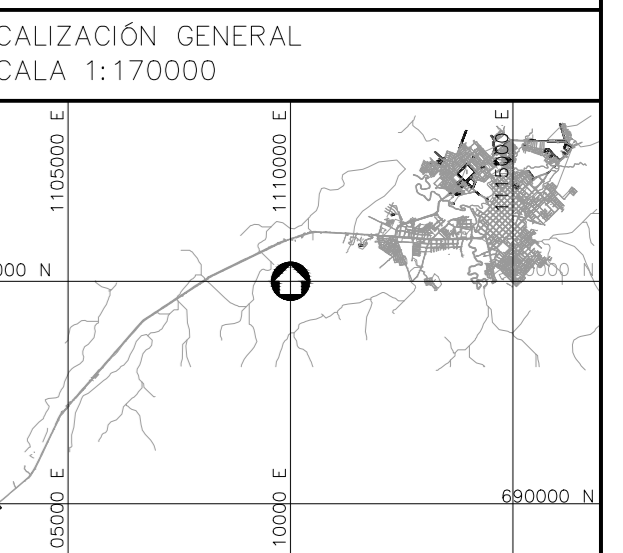 CALIZACIÓN GENERAL
CALA 1:170000
1105000 E
1110000 E
1115000 E
000 N
000 N
05000 E
10000 E
690000 N